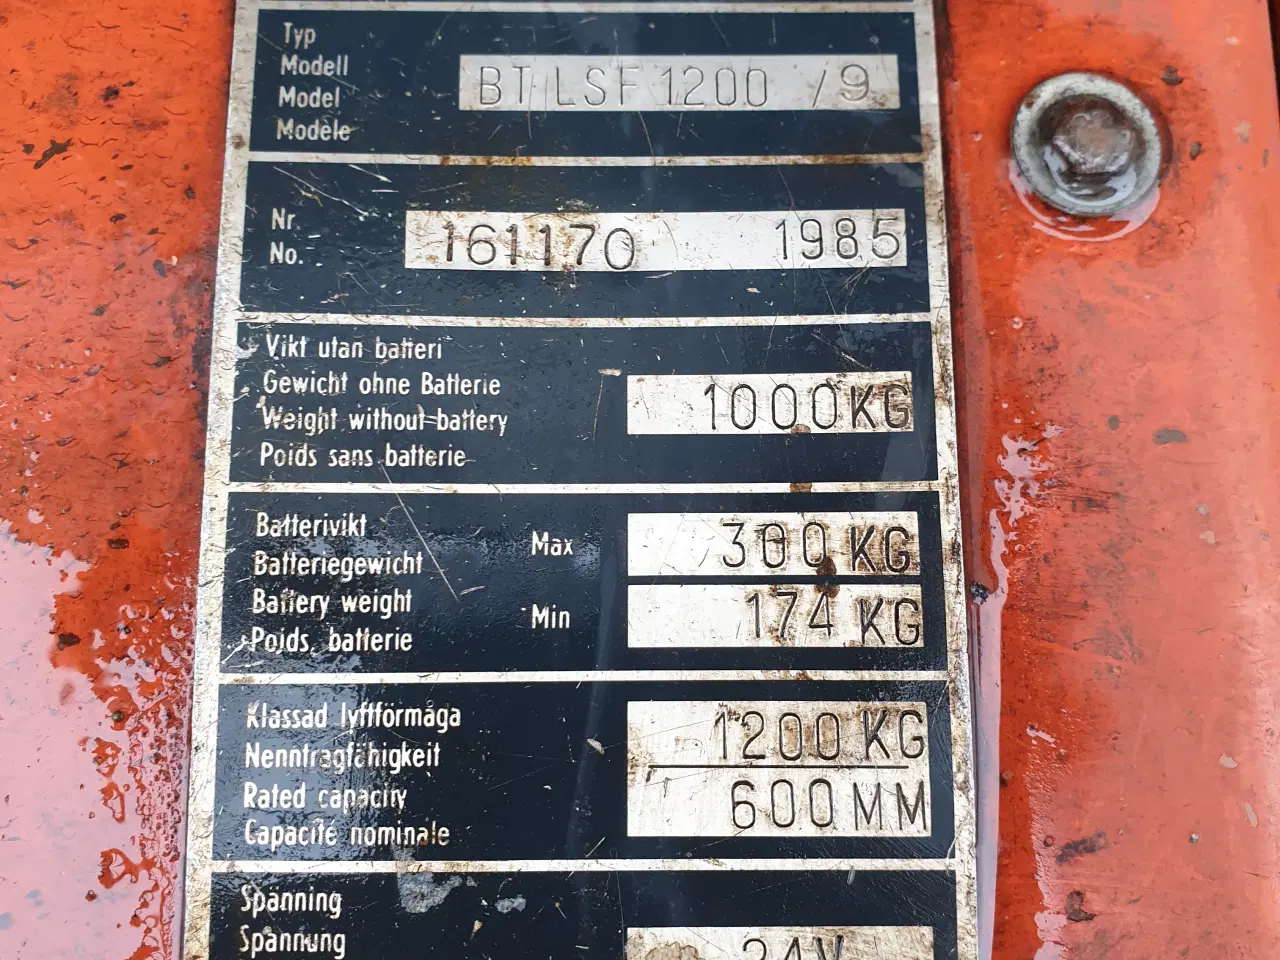 Typ
Modell
Model
Modèle
BT LSF 1200 /9
Nr.
No.
161170 1985
Vikt utan batteri
Gewicht ohne Batterie
Weight without battery
Poids sans batterie
1000KG
Batterivikt
Batteriegewicht
Battery weight
Poids. batterie
Max
300 KG
Min
174 KG
Klassad lyftförmåga
Nenntragfähigkeit
Rated capacity
Capacité nominale
1200 KG
600 MM
Spänning
Spannung
24V